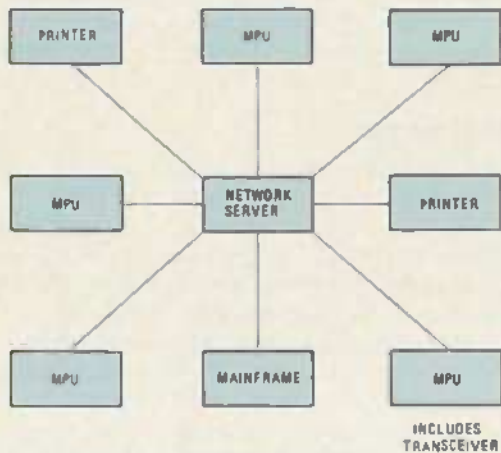 PRINTER
MPU
MPU
MPU
NETWORK
SERVER
PRINTER
MPU
MAINFRAME
MPU
INCLUDES
TRANSCEIVER